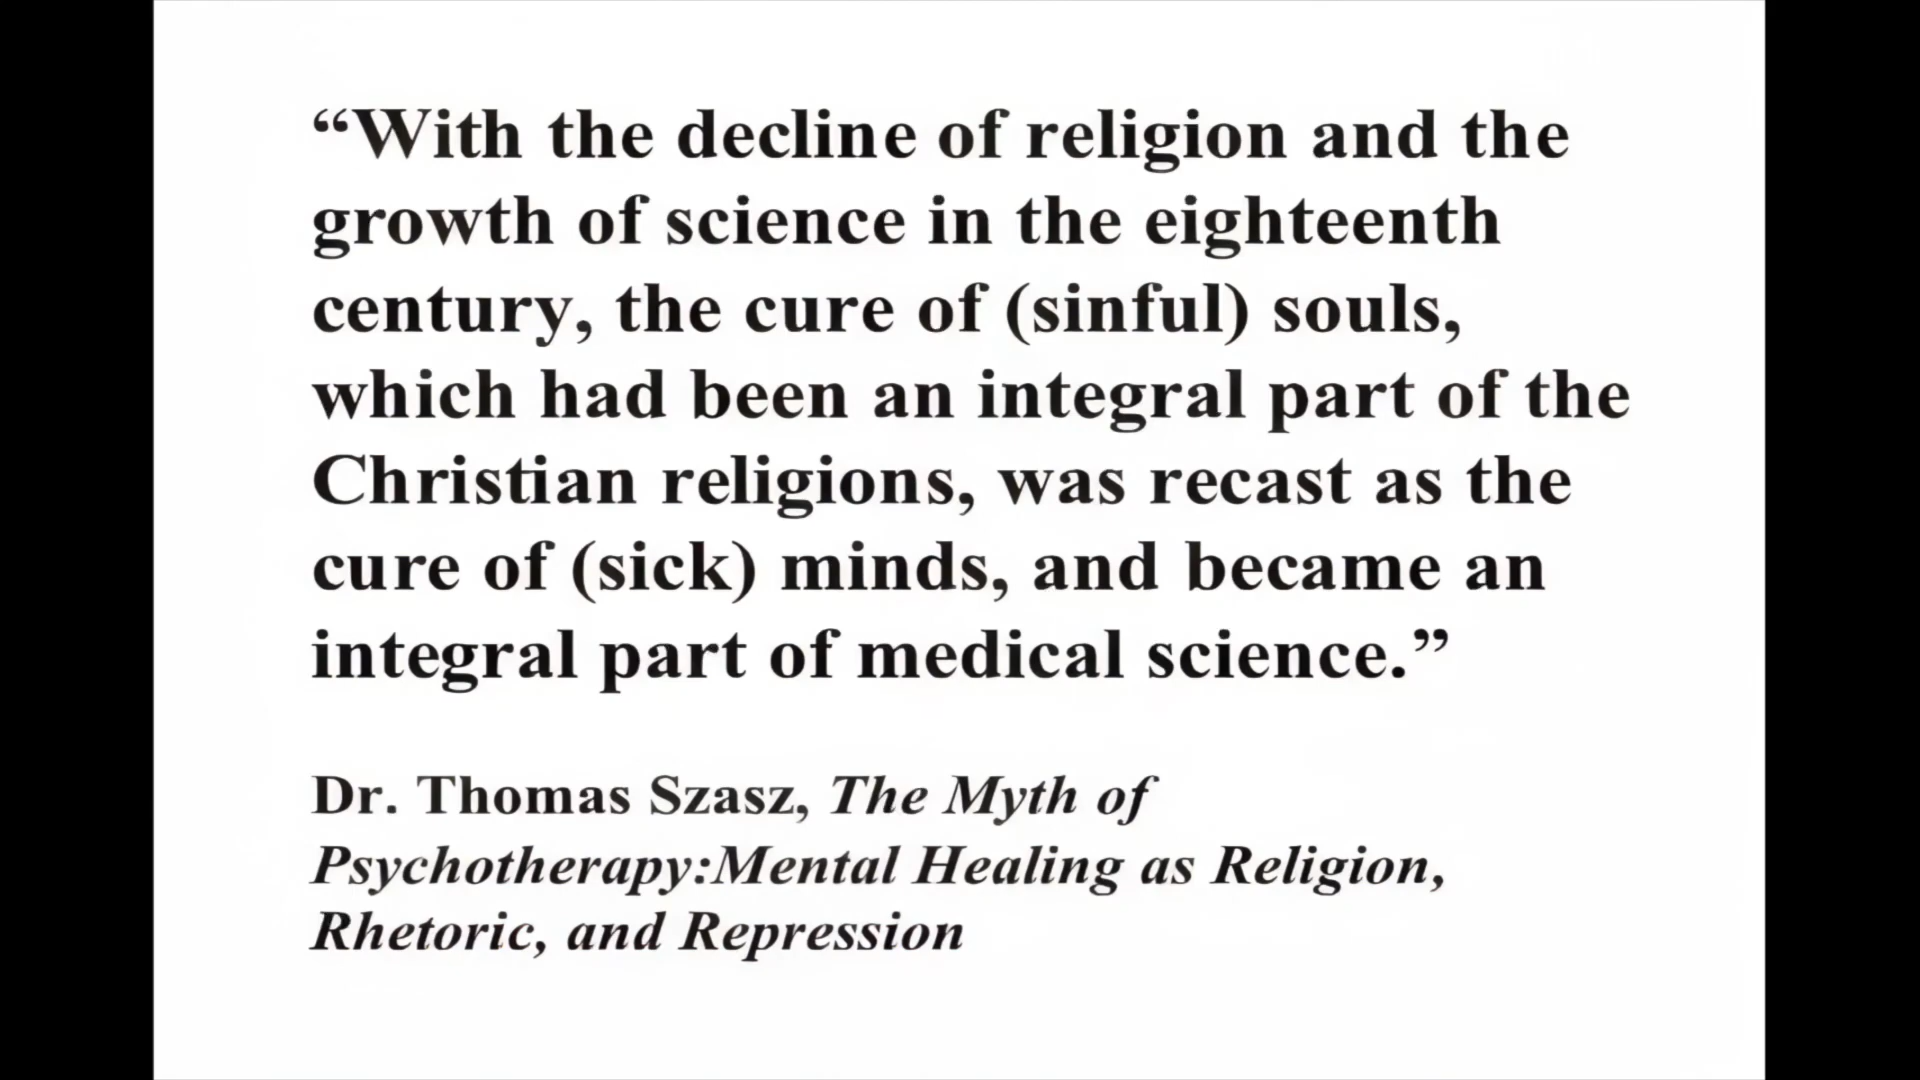 “With the decline of religion and the
growth of science in the eighteenth
century, the cure of (sinful) souls,
which had been an integral part of the
Christian religions, was recast as the
cure of (sick) minds, and became an
integral part of medical science.”
Dr. Thomas Szasz, The Myth of
Psychotherapy:Mental Healing as Religion,
Rhetoric, and Repression